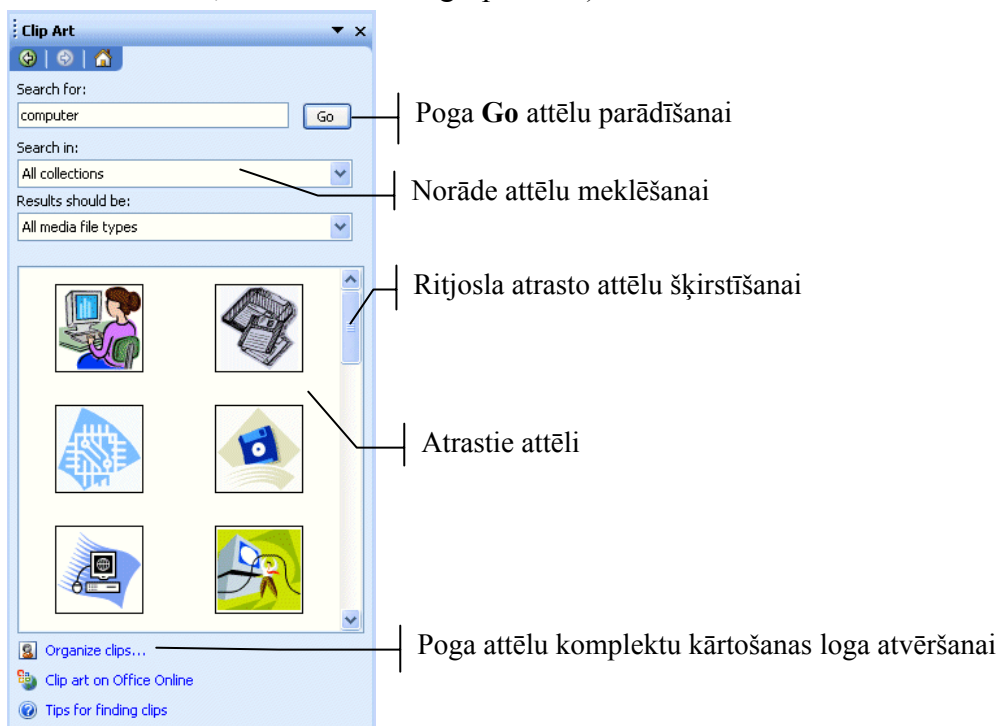 Clip Art
Search for:
computer
Go
Poga Go attēlu parādīšanai
Search in:
All collections
Norāde attēlu meklēšanai
Results should be:
All media file types
Ritjosla atrasto attēlu šķirstīšanai
Atrastie attēli
Organize clips...
Poga attēlu komplektu kārtošanas loga atvēršanai
Clip art on Office Online
Tips for finding clips